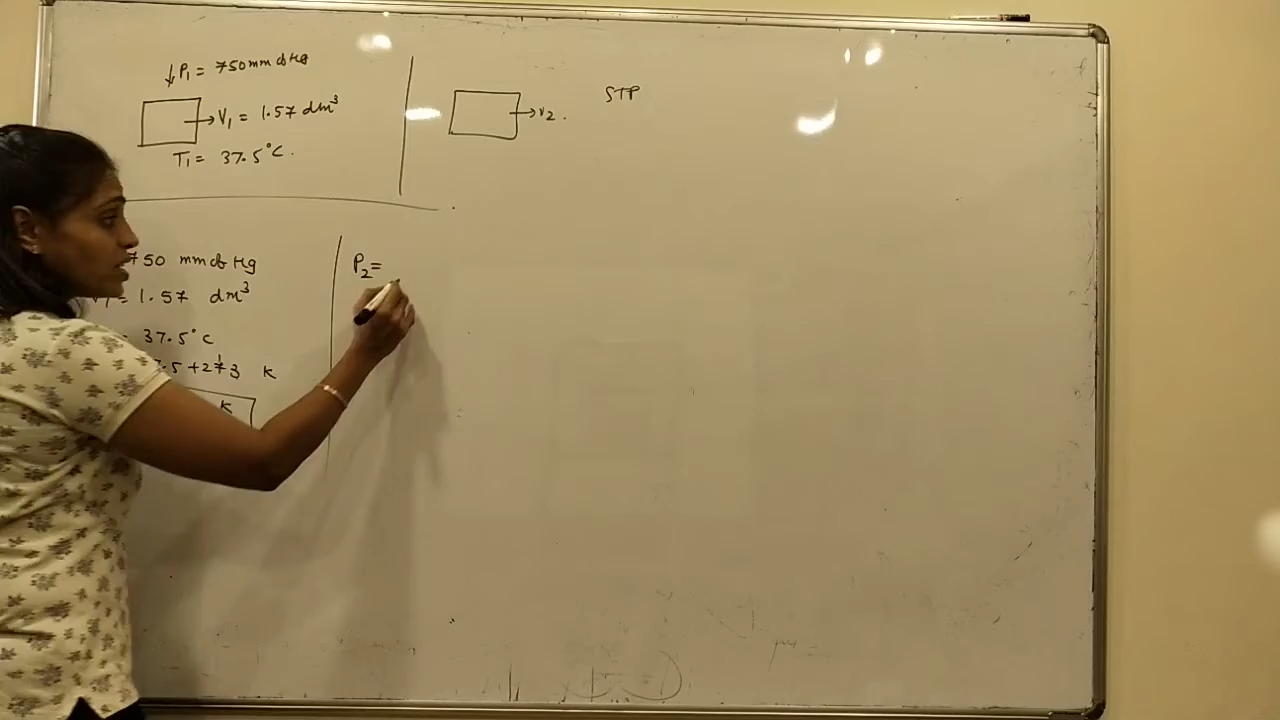 ↓P₁ = 750 mm of Hg
→ V₁ = 1.57 dm³
T₁ = 37.5°C.
→ V₂.
STP
750 mm of Hg
= 1.57 dm³
37.5°C
.5 + 273 K
K
P₂ =